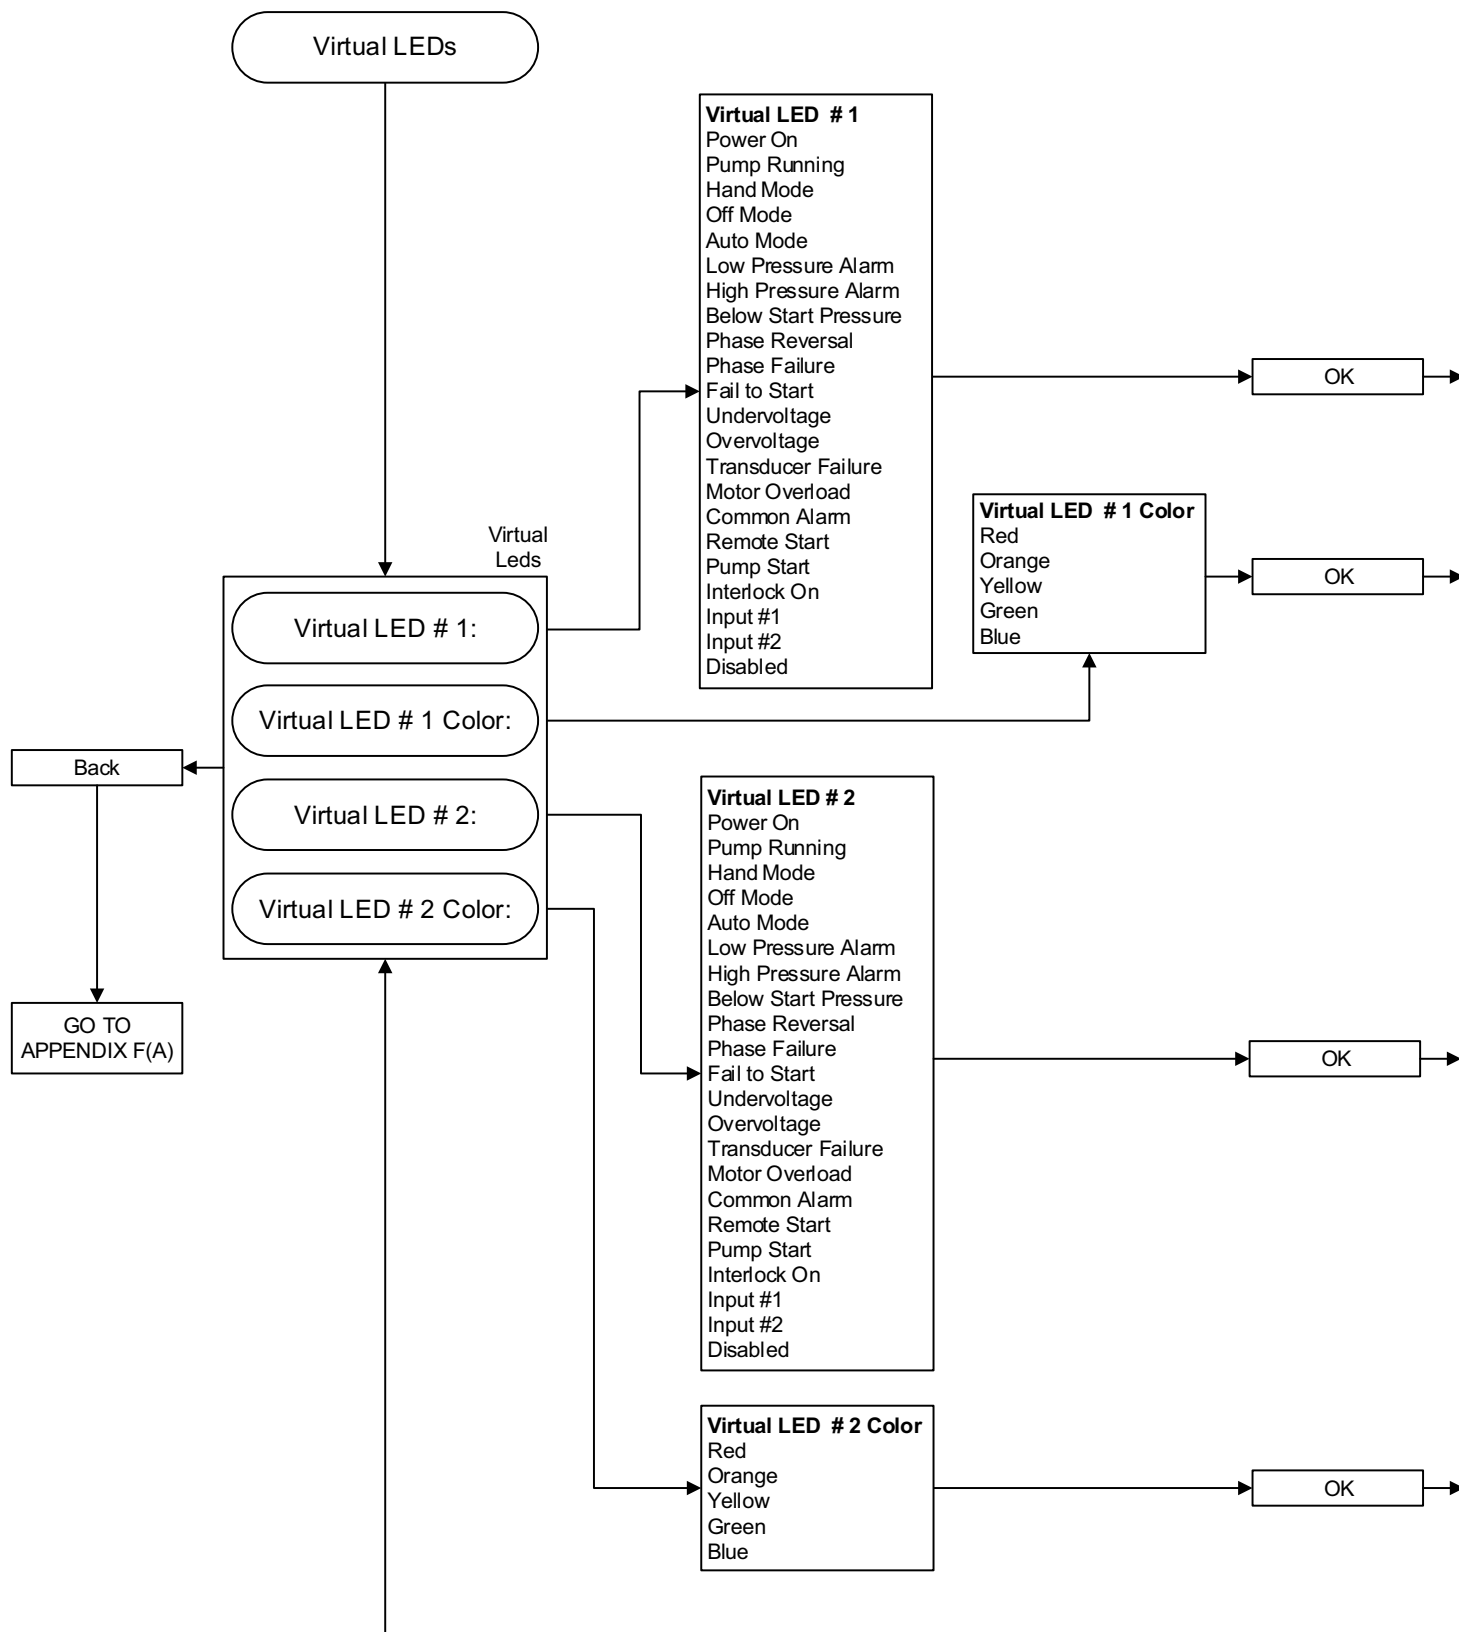 Virtual LEDs
Virtual LED # 1
Power On
Pump Running
Hand Mode
Off Mode
Auto Mode
Low Pressure Alarm
High Pressure Alarm
Below Start Pressure
Phase Reversal
Phase Failure
Fail to Start
Undervoltage
Overvoltage
Transducer Failure
Motor Overload
Common Alarm
Remote Start
Pump Start
Interlock On
Input #1
Input #2
Disabled
OK
Virtual LED # 1 Color
Red
Orange
Yellow
Green
Blue
OK
Virtual
Leds
Virtual LED # 1:
Virtual LED # 1 Color:
Virtual LED # 2:
Virtual LED # 2 Color:
Back
GO TO
APPENDIX F(A)
Virtual LED # 2
Power On
Pump Running
Hand Mode
Off Mode
Auto Mode
Low Pressure Alarm
High Pressure Alarm
Below Start Pressure
Phase Reversal
Phase Failure
Fail to Start
Undervoltage
Overvoltage
Transducer Failure
Motor Overload
Common Alarm
Remote Start
Pump Start
Interlock On
Input #1
Input #2
Disabled
OK
Virtual LED # 2 Color
Red
Orange
Yellow
Green
Blue
OK